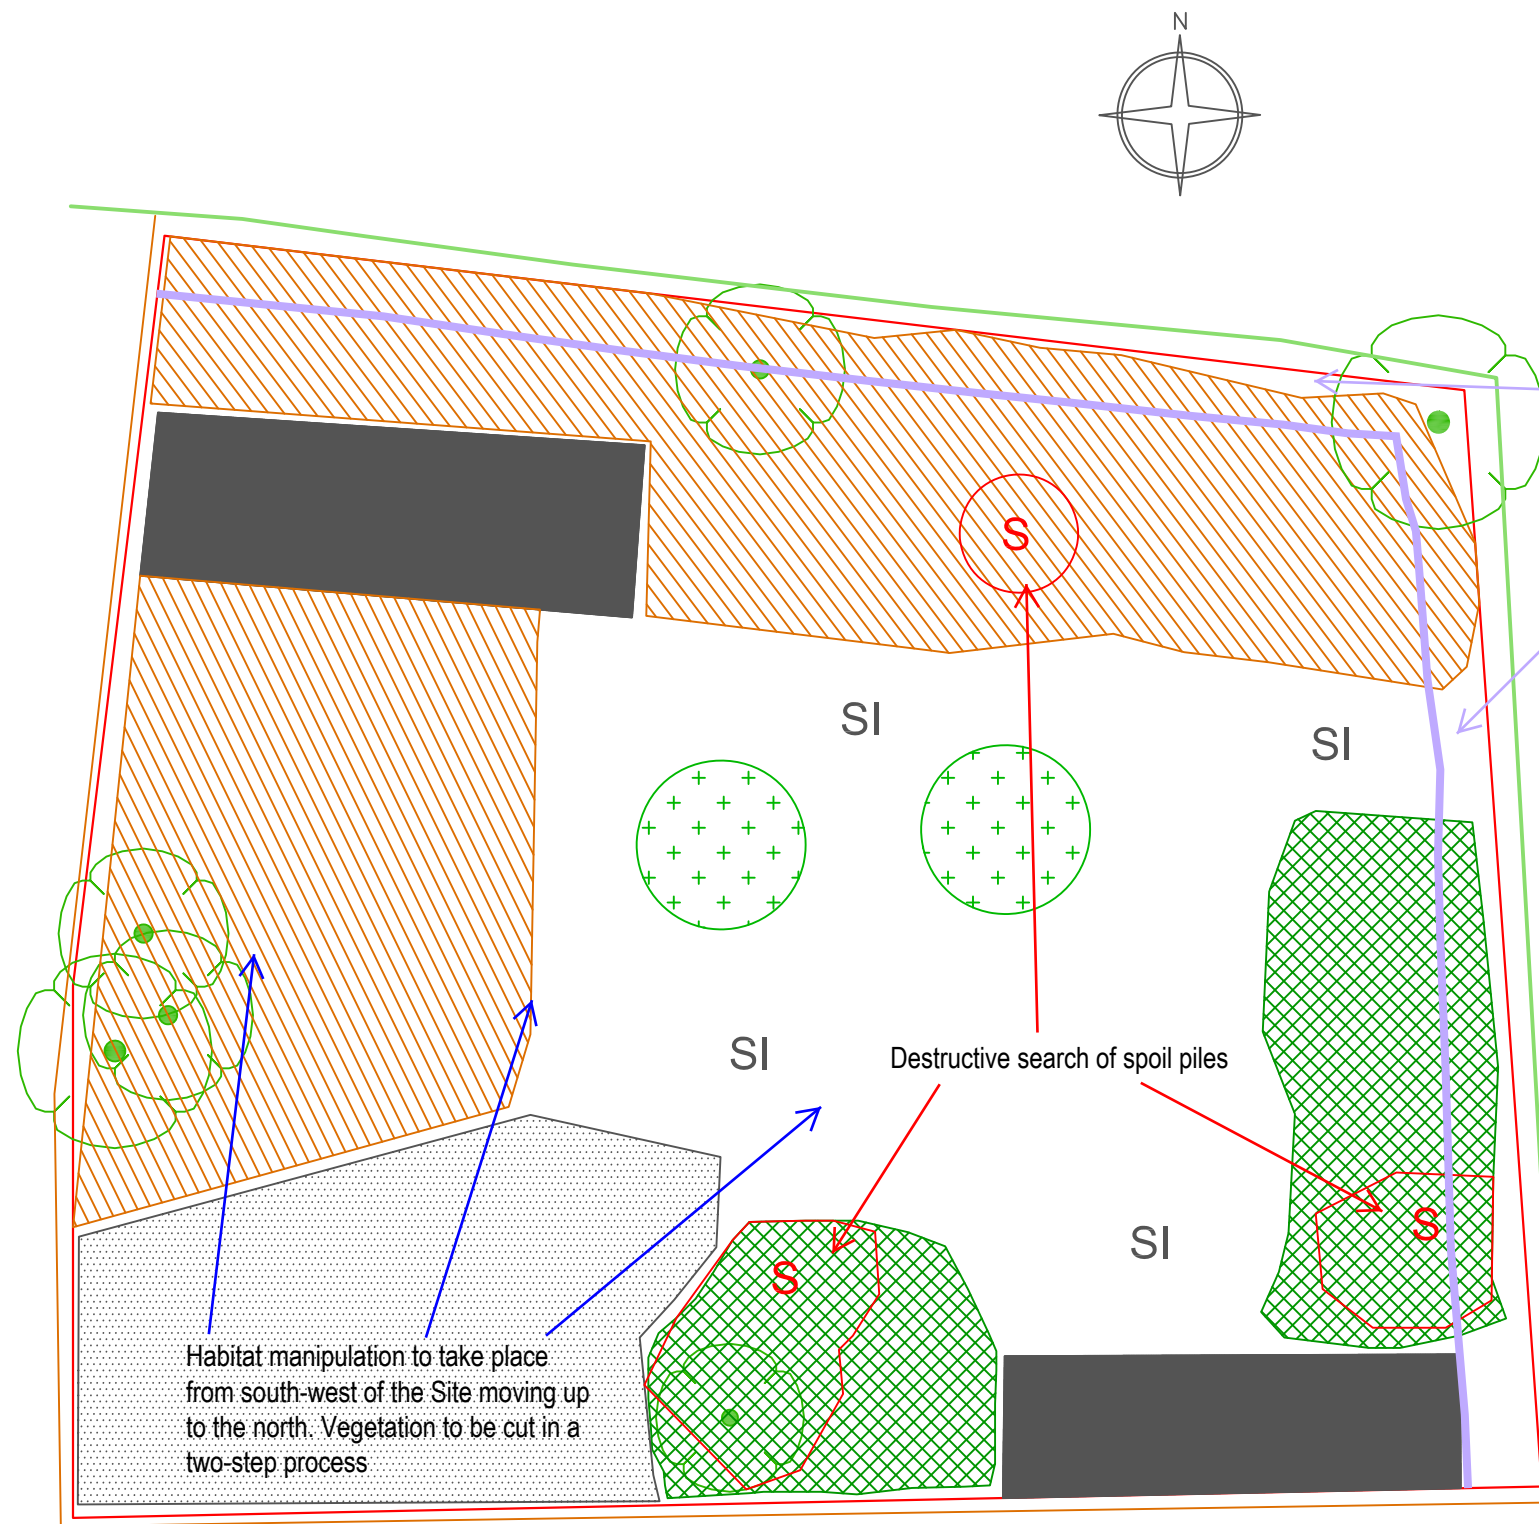 N
S
SI
SI
SI
Destructive search of spoil piles
S
SI
S
Habitat manipulation to take place
from south-west of the Site moving up
to the north. Vegetation to be cut in a
two-step process